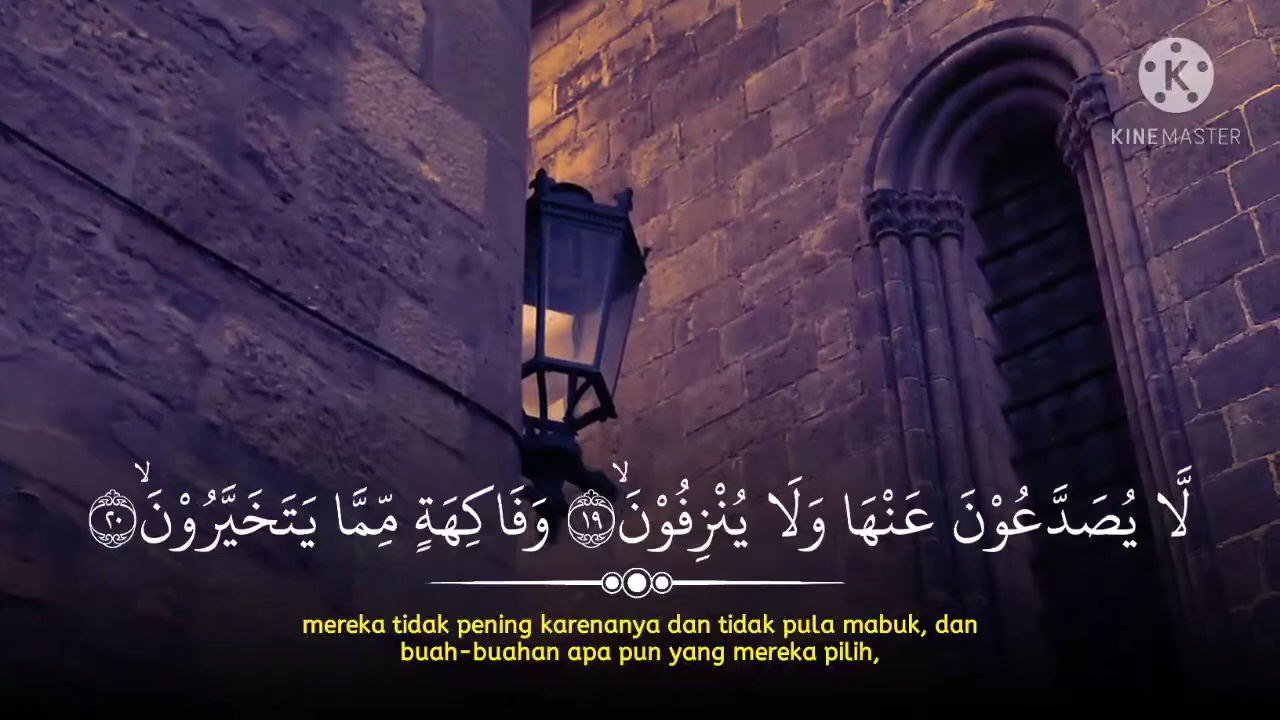 KINEMASTER
لَّا يُصَدَّعُوْنَ عَنْهَا وَلَا يُنْزِفُوْنَۙ ١٩ وَفَاكِهَةٍ مِّمَّا يَتَخَيَّرُوْنَۙ ٢٠
mereka tidak pening karenanya dan tidak pula mabuk, dan
buah-buahan apa pun yang mereka pilih,